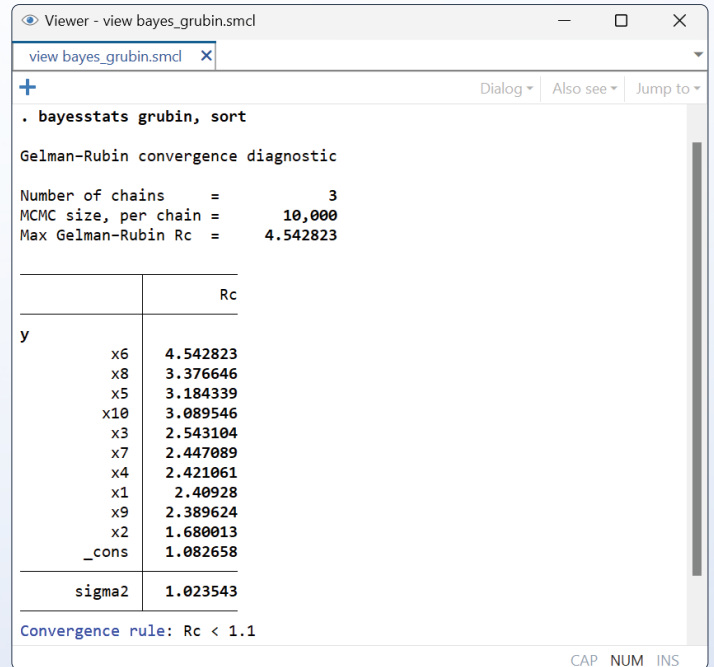 Viewer - view bayes_grubin.smcl
view bayes_grubin.smcl
Dialog Also see Jump to
. bayesstats grubin, sort
Gelman–Rubin convergence diagnostic
Number of chains = 3
MCMC size, per chain = 10,000
Max Gelman–Rubin Rc = 4.542823
Rc
y
x6 4.542823
x8 3.376646
x5 3.184339
x10 3.089546
x3 2.543104
x7 2.447089
x4 2.421061
x1 2.40928
x9 2.389624
x2 1.680013
_cons 1.082658
sigma2 1.023543
Convergence rule: Rc < 1.1
CAP NUM INS